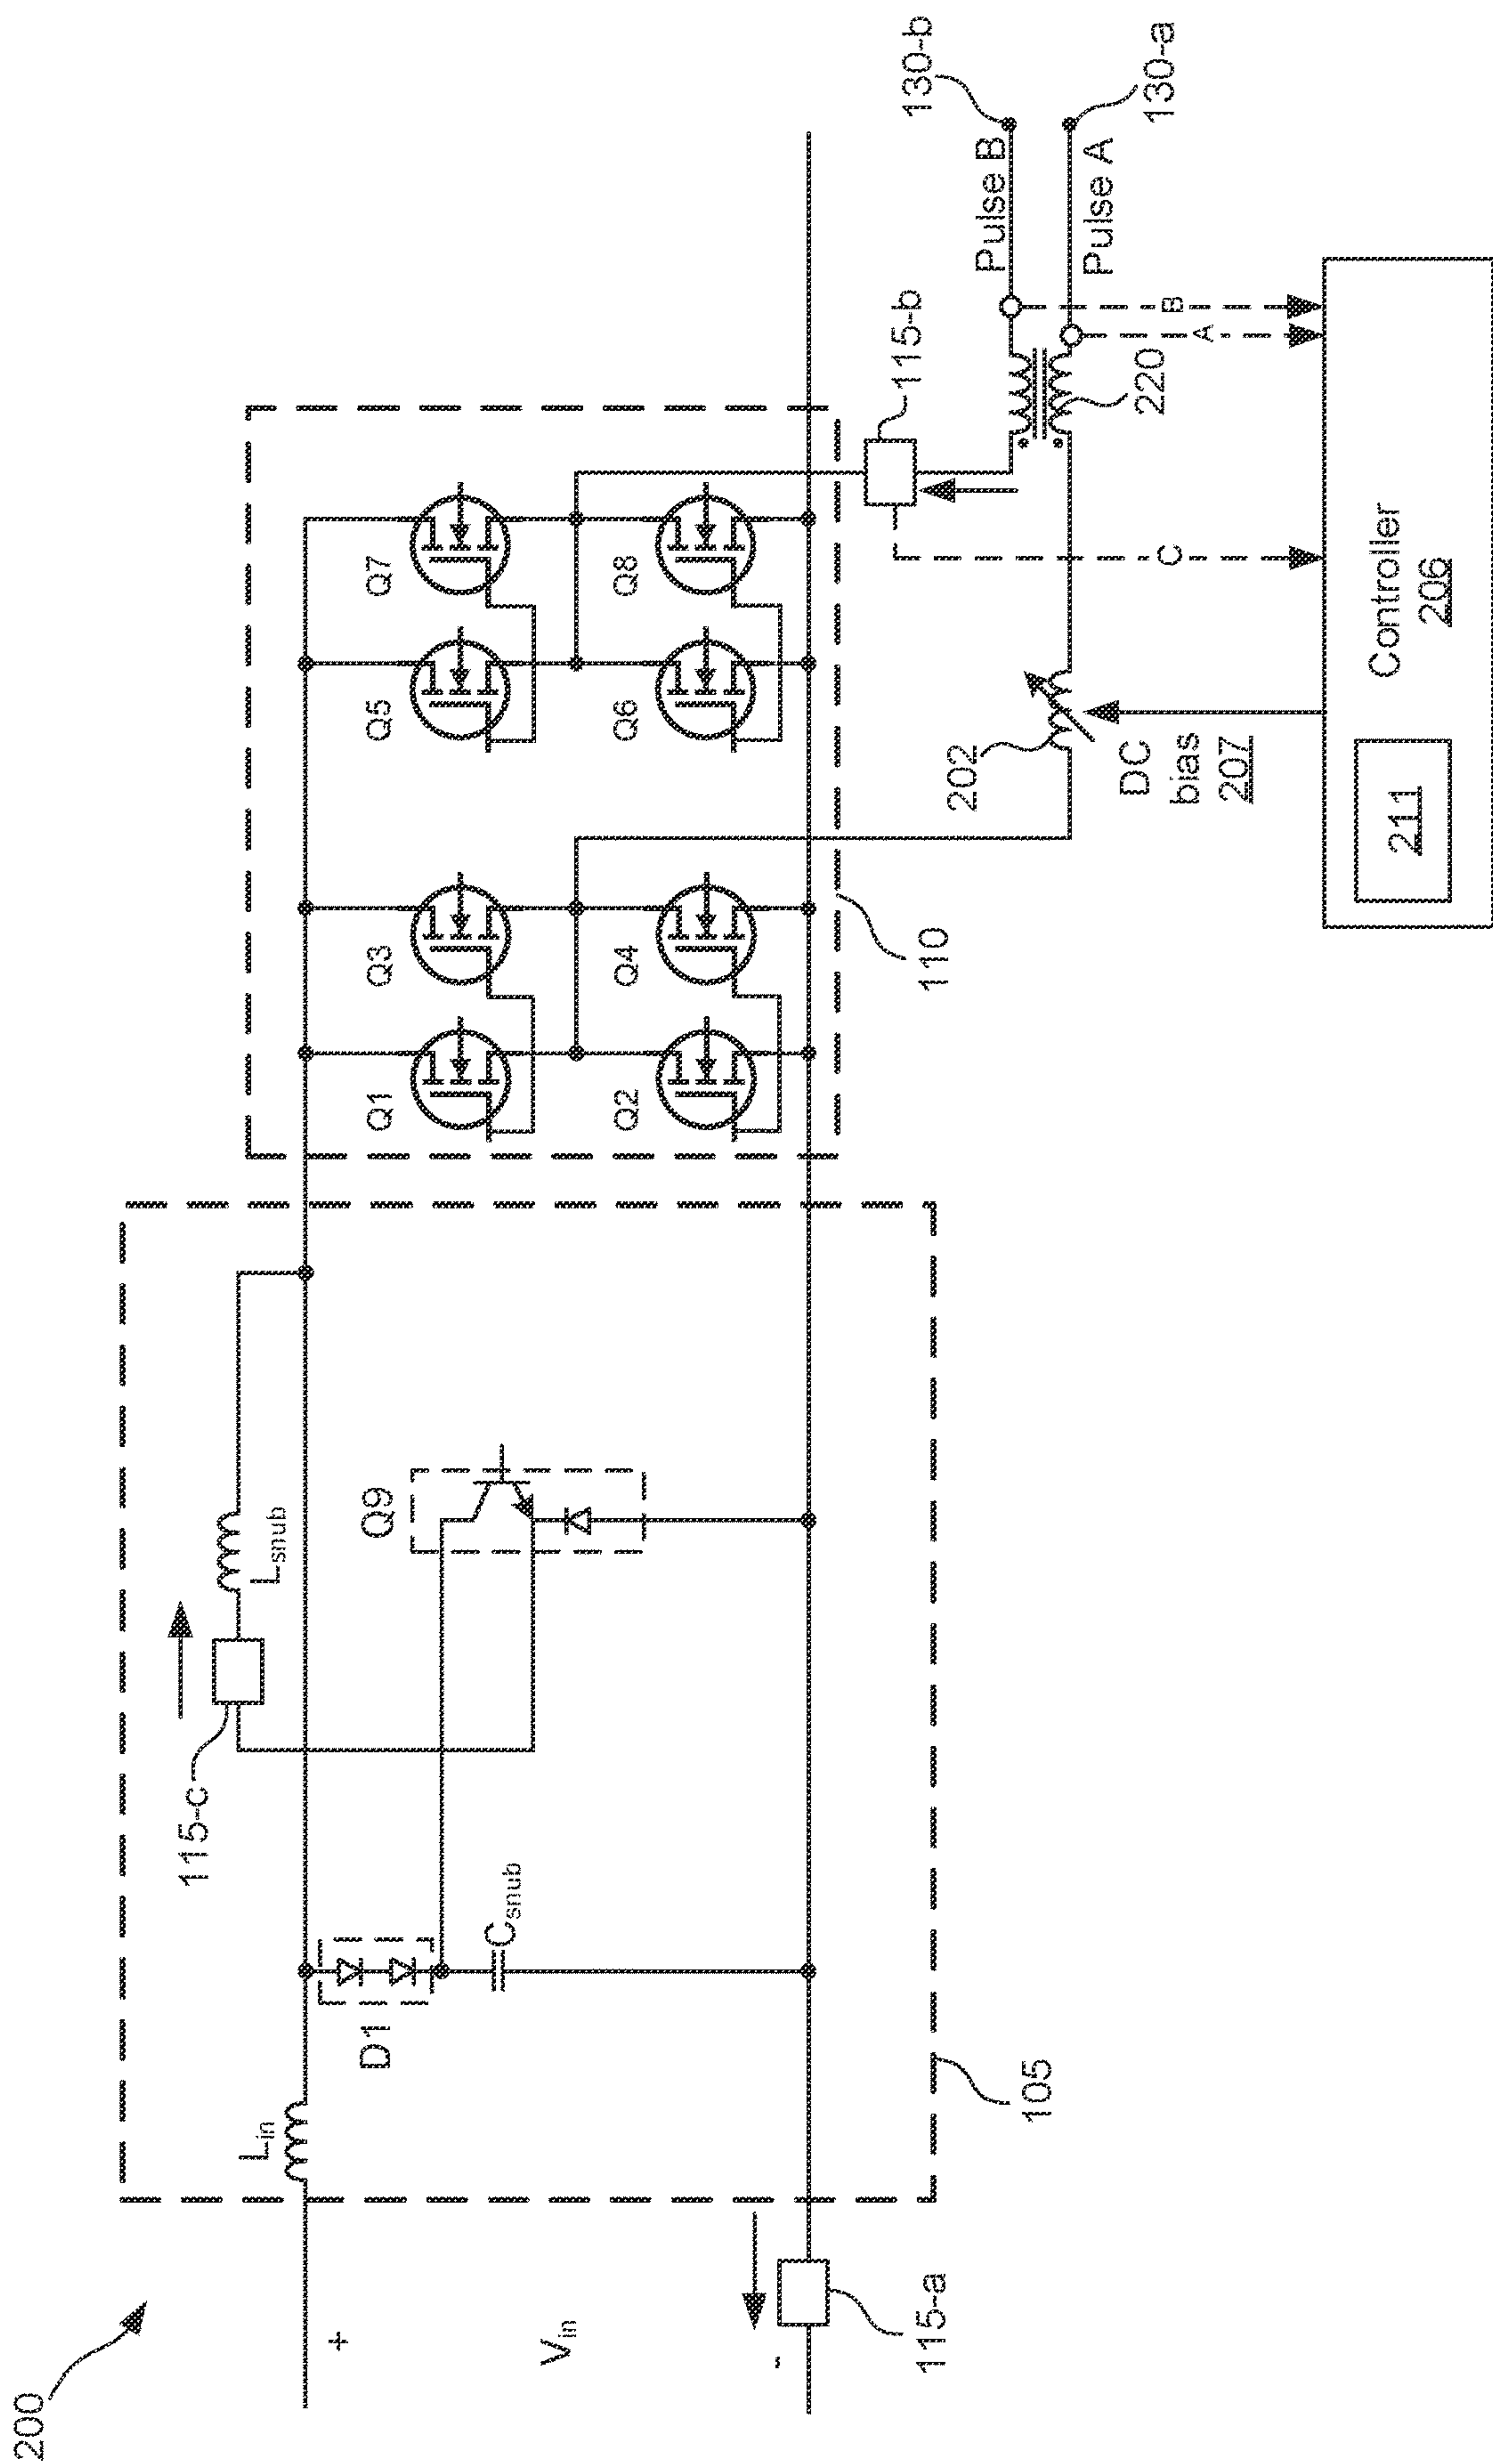 200
+
V_in
-
115-a
L_in
105
D1
C_snub
115-c
L_snub
Q9
Q1
Q2
Q3
Q4
110
Q5
Q6
Q7
Q8
202
DC
bias
207
115-b
220
C
A
B
Pulse B
Pulse A
130-b
130-a
Controller
206
211